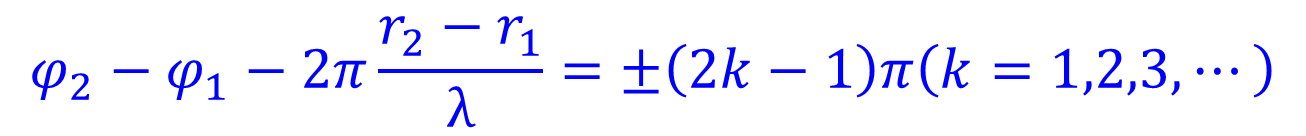 φ₂ − φ₁ − 2π (r₂ − r₁)/λ = ±(2k − 1)π(k = 1,2,3,⋯)